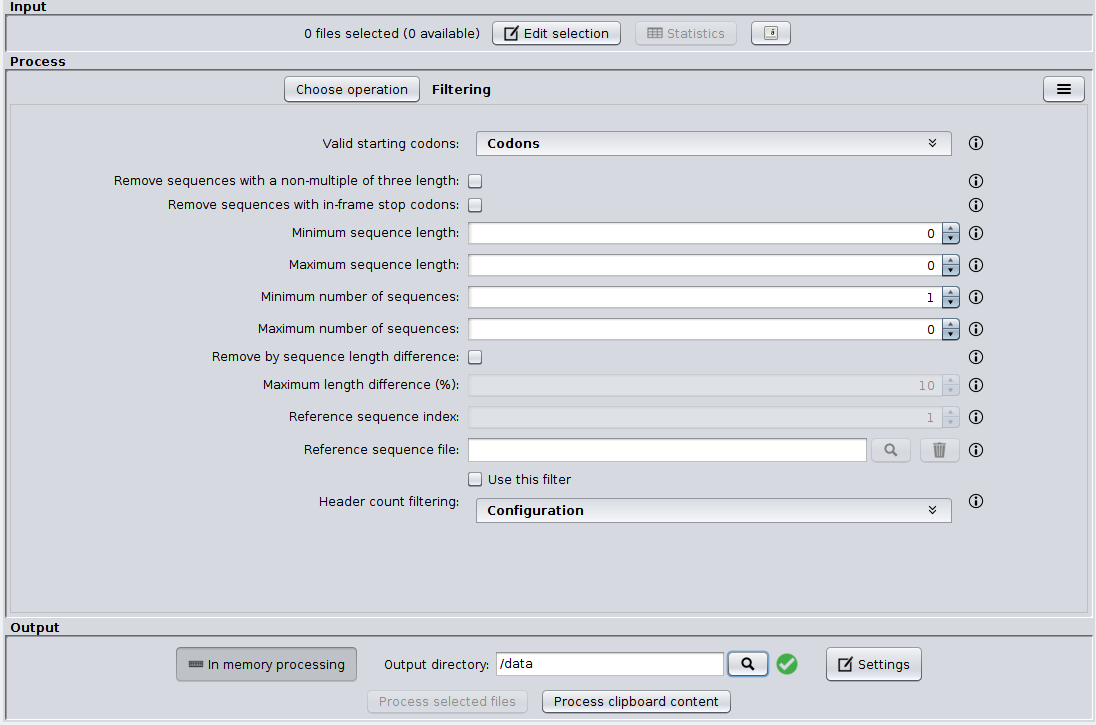 Input
0 files selected (0 available) Edit selection Statistics
Process
Choose operation Filtering
Valid starting codons: Codons
Remove sequences with a non-multiple of three length:
Remove sequences with in-frame stop codons:
Minimum sequence length: 0
Maximum sequence length: 0
Minimum number of sequences: 1
Maximum number of sequences: 0
Remove by sequence length difference:
Maximum length difference (%): 10
Reference sequence index: 1
Reference sequence file:
Use this filter
Header count filtering:
Configuration
Output
In memory processing Output directory: /data Settings
Process selected files Process clipboard content